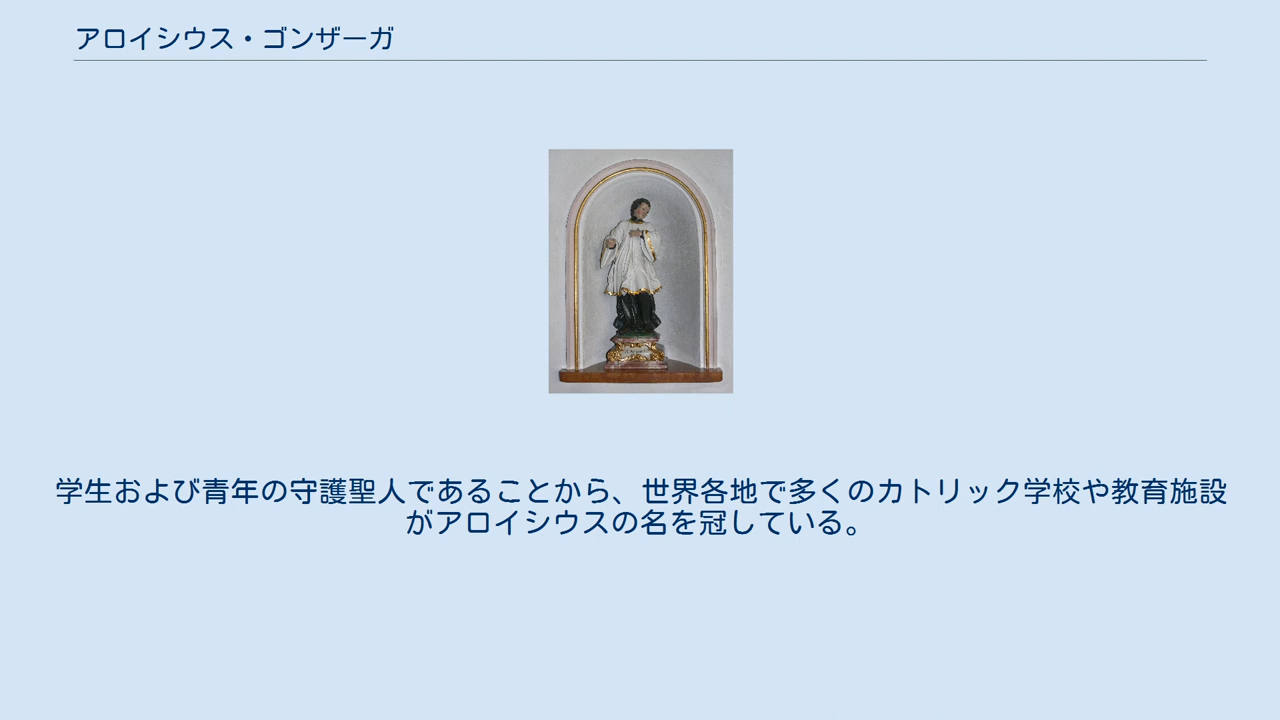 アロイシウス・ゴンザーガ
学生および青年の守護聖人であることから、世界各地で多くのカトリック学校や教育施設
がアロイシウスの名を冠している。